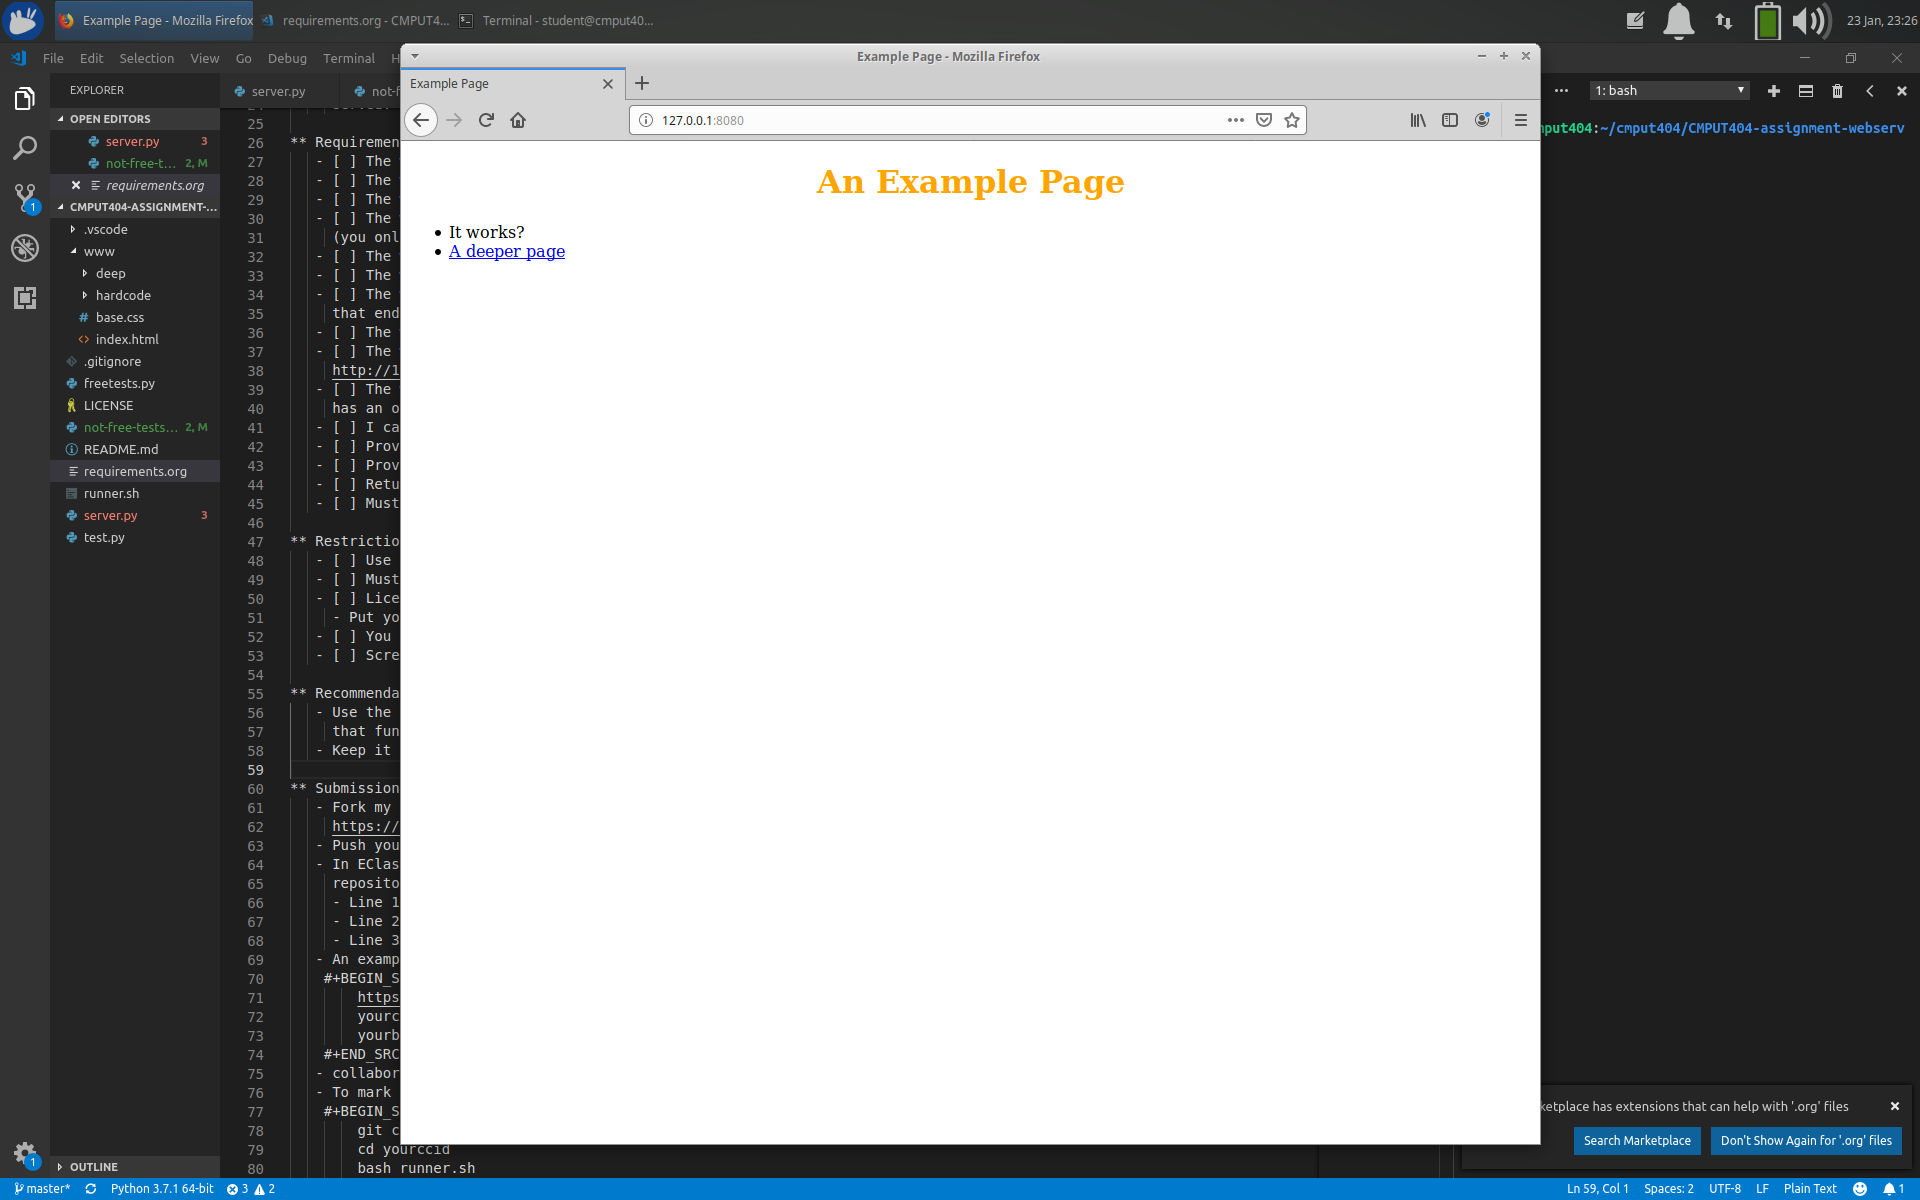 Example Page - Mozilla Firefox
requirements.org - CMPUT4...
Terminal - student@cmput40...
23 Jan, 23:26
File Edit Selection View Go Debug Terminal H
Example Page - Mozilla Firefox
Example Page
127.0.0.1:8080
An Example Page
It works?
A deeper page
EXPLORER
OPEN EDITORS
server.py 3
not-free-t... 2, M
requirements.org
CMPUT404-ASSIGNMENT-...
.vscode
www
deep
hardcode
base.css
index.html
.gitignore
freetests.py
LICENSE
not-free-tests... 2, M
README.md
requirements.org
runner.sh
server.py 3
test.py
OUTLINE
server.py
not-f
25
26 ** Requiremen
27 - [ ] The
28 - [ ] The
29 - [ ] The
30 - [ ] The
31 (you onl
32 - [ ] The
33 - [ ] The
34 - [ ] The
35 that end
36 - [ ] The
37 - [ ] The
38 http://1
39 - [ ] The
40 has an o
41 - [ ] I ca
42 - [ ] Prov
43 - [ ] Prov
44 - [ ] Retu
45 - [ ] Must
46
47 ** Restrictio
48 - [ ] Use
49 - [ ] Must
50 - [ ] Lice
51 - Put yo
52 - [ ] You
53 - [ ] Scre
54
55 ** Recommenda
56 - Use the
57 that fun
58 - Keep it
59
60 ** Submission
61 - Fork my
62 https://
63 - Push you
64 - In EClas
65 reposito
66 - Line 1
67 - Line 2
68 - Line 3
69 - An examp
70 #+BEGIN_S
71 https
72 yourc
73 yourb
74 #+END_SRC
75 - collabor
76 - To mark
77 #+BEGIN_S
78 git c
79 cd yourccid
80 bash runner.sh
1: bash
mput404:~/cmput404/CMPUT404-assignment-webserv
ketplace has extensions that can help with '.org' files
Search Marketplace
Don't Show Again for '.org' files
master* Python 3.7.1 64-bit 3 2
Ln 59, Col 1 Spaces: 2 UTF-8 LF Plain Text 1
1
1